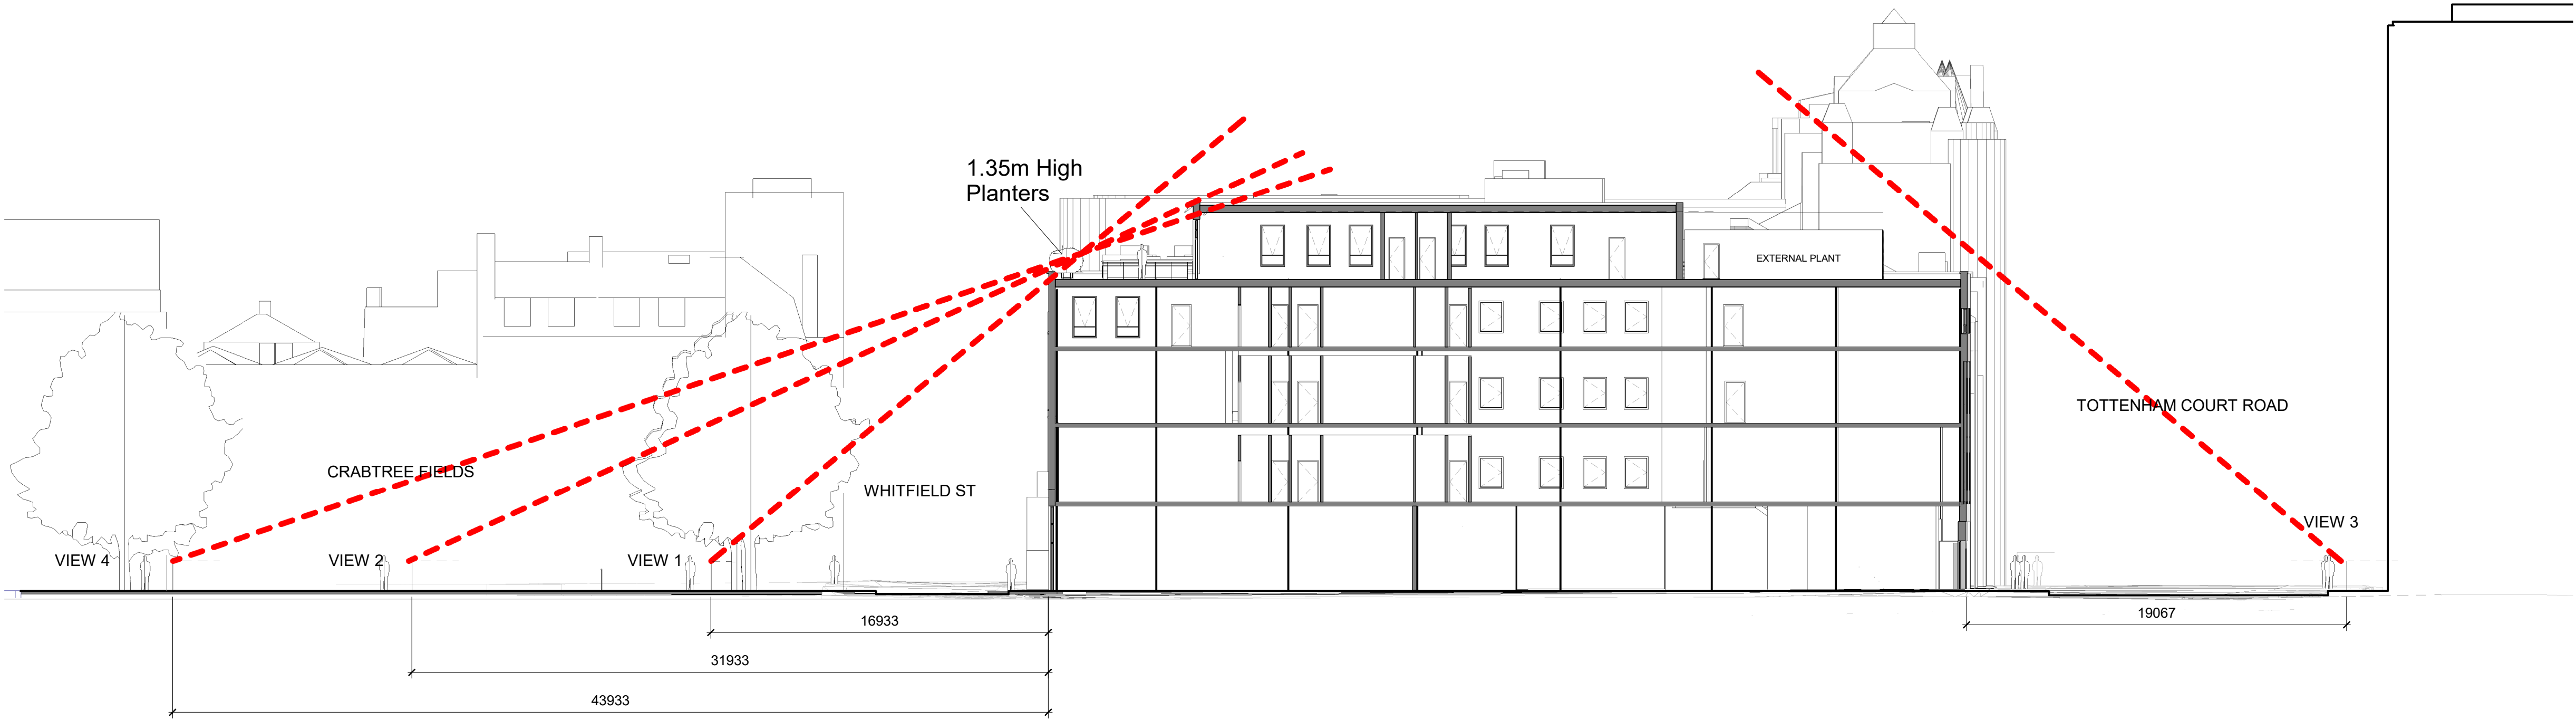 1.35m High
Planters
EXTERNAL PLANT
TOTTENHAM COURT ROAD
CRABTREE FIELDS
WHITFIELD ST
VIEW 3
VIEW 4
VIEW 2
VIEW 1
16933
19067
31933
43933